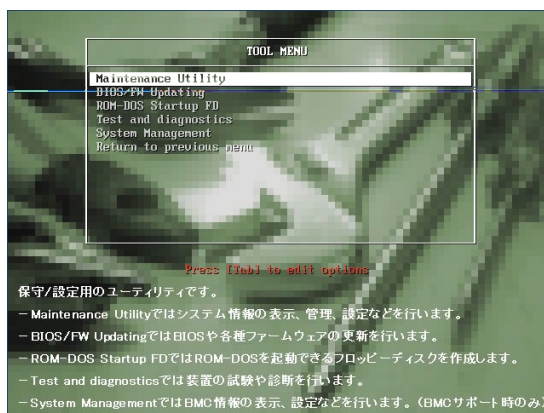 TOOL MENU
Maintenance Utility
BIOS/FW Updating
ROM-DOS Startup FD
Test and diagnostics
System Management
Return to previous menu
Press [Tab] to edit options
保守/設定用のユーティリティです。
－Maintenance Utilityではシステム情報の表示、管理、設定などを行います。
－BIOS/FW UpdatingではBIOSや各種ファームウェアの更新を行います。
－ROM-DOS Startup FDではROM-DOSを起動できるフロッピーディスクを作成します。
－Test and diagnosticsでは装置の試験や診断を行います。
－System ManagementではBMC情報の表示、設定などを行います。（BMCサポート時のみ）